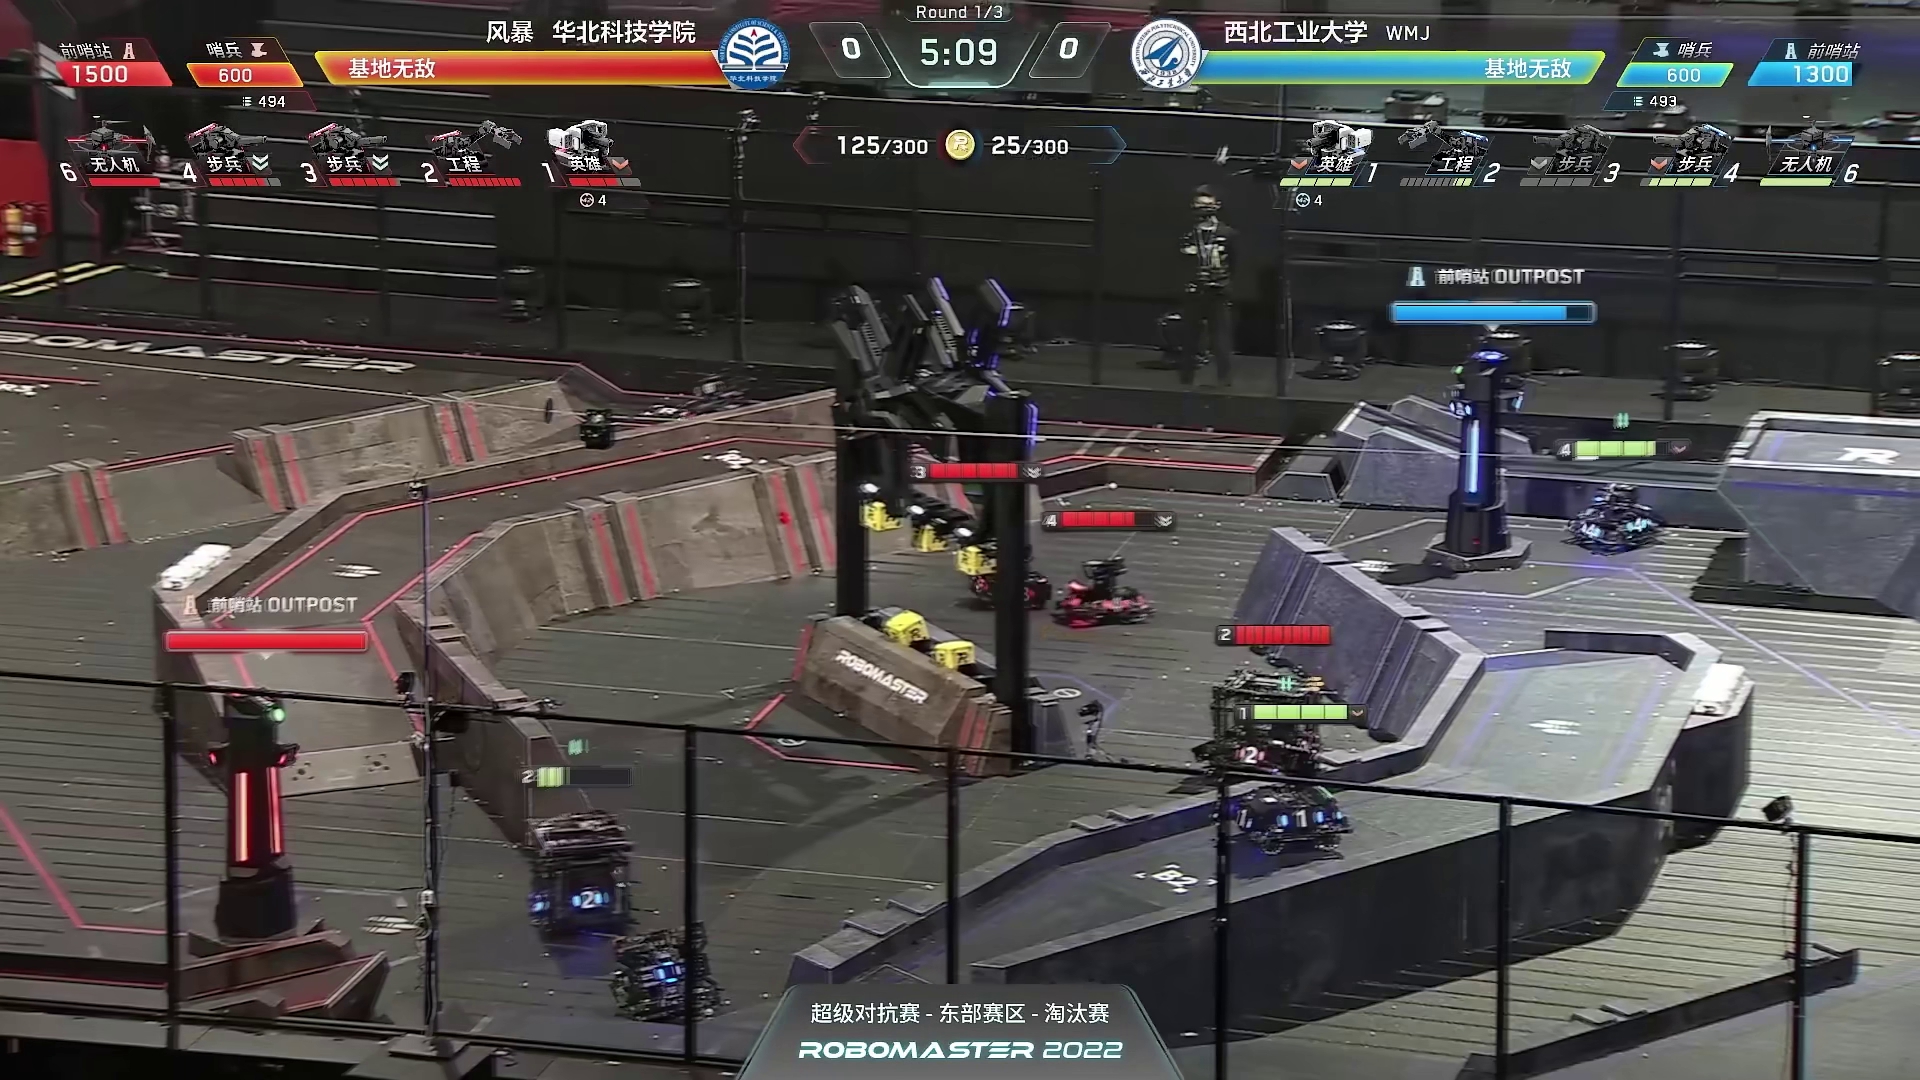 Round 1/3
风暴 华北科技学院
0
5:09
0
西北工业大学 WMJ
前哨站
1500
哨兵
600
494
基地无敌
基地无敌
哨兵
600
493
前哨站
1300
6 无人机
4 步兵
3 步兵
2 工程
1 英雄
4
125/300
25/300
英雄 1
4
工程 2
步兵 3
步兵 4
无人机 6
前哨站 OUTPOST
ROBOMASTER
4
3
4
前哨站 OUTPOST
2
ROBOMASTER
1
2
2
1
2
B2
超级对抗赛 - 东部赛区 - 淘汰赛
ROBOMASTER 2022